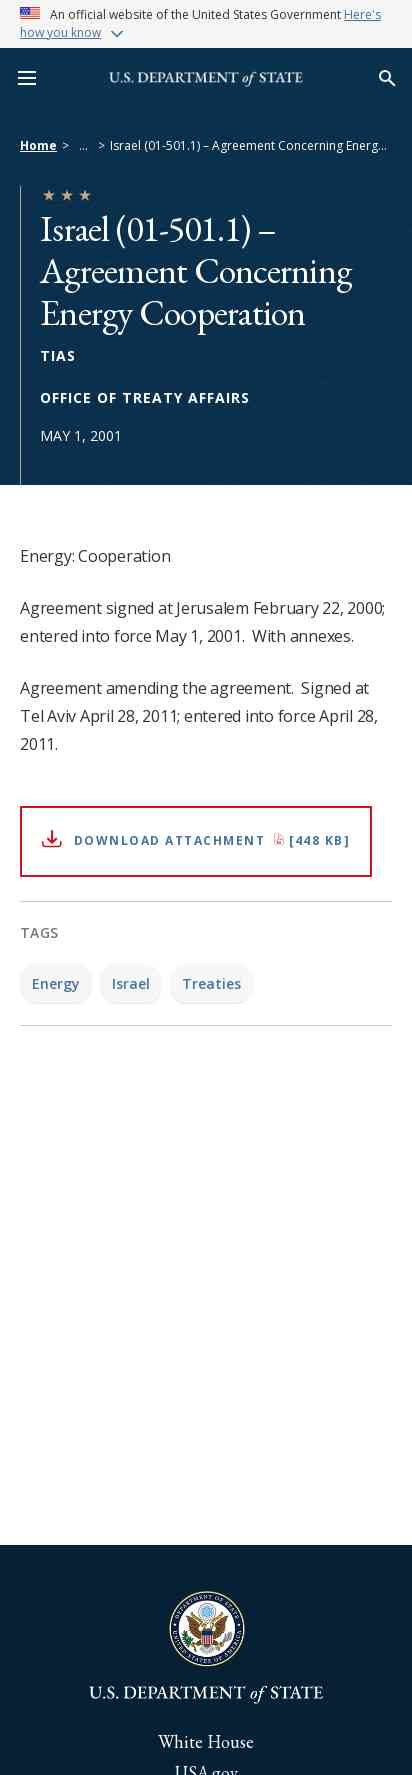 An official website of the United States Government Here's
how you know
U.S. DEPARTMENT of STATE
Home > ... > Israel (01-501.1) – Agreement Concerning Energ...
Israel (01-501.1) –
Agreement Concerning
Energy Cooperation
TIAS
OFFICE OF TREATY AFFAIRS
MAY 1, 2001
Energy: Cooperation
Agreement signed at Jerusalem February 22, 2000;
entered into force May 1, 2001.  With annexes.
Agreement amending the agreement.  Signed at
Tel Aviv April 28, 2011; entered into force April 28,
2011.
DOWNLOAD ATTACHMENT [448 KB]
TAGS
Energy Israel Treaties
DEPARTMENT OF STATE
UNITED STATES OF AMERICA
U.S. DEPARTMENT of STATE
White House
USA.gov